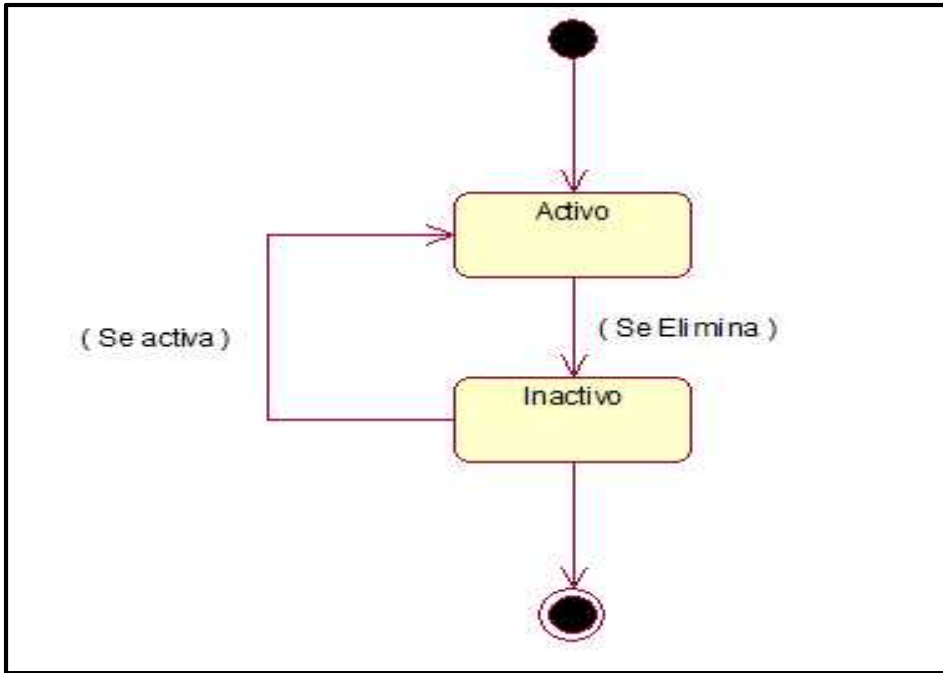 Activo
( Se activa )
( Se Elimina )
Inactivo